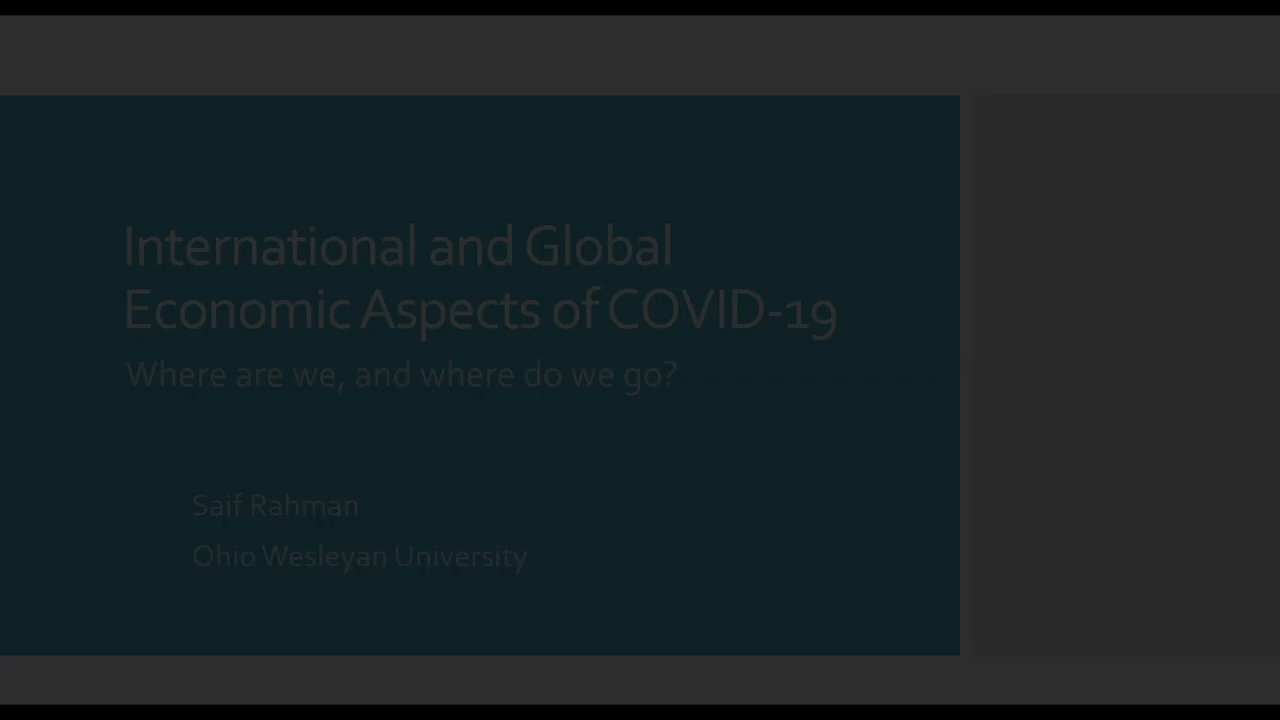 International and Global
Economic Aspects of COVID-19
Where are we, and where do we go?
Saif Rahman
Ohio Wesleyan University